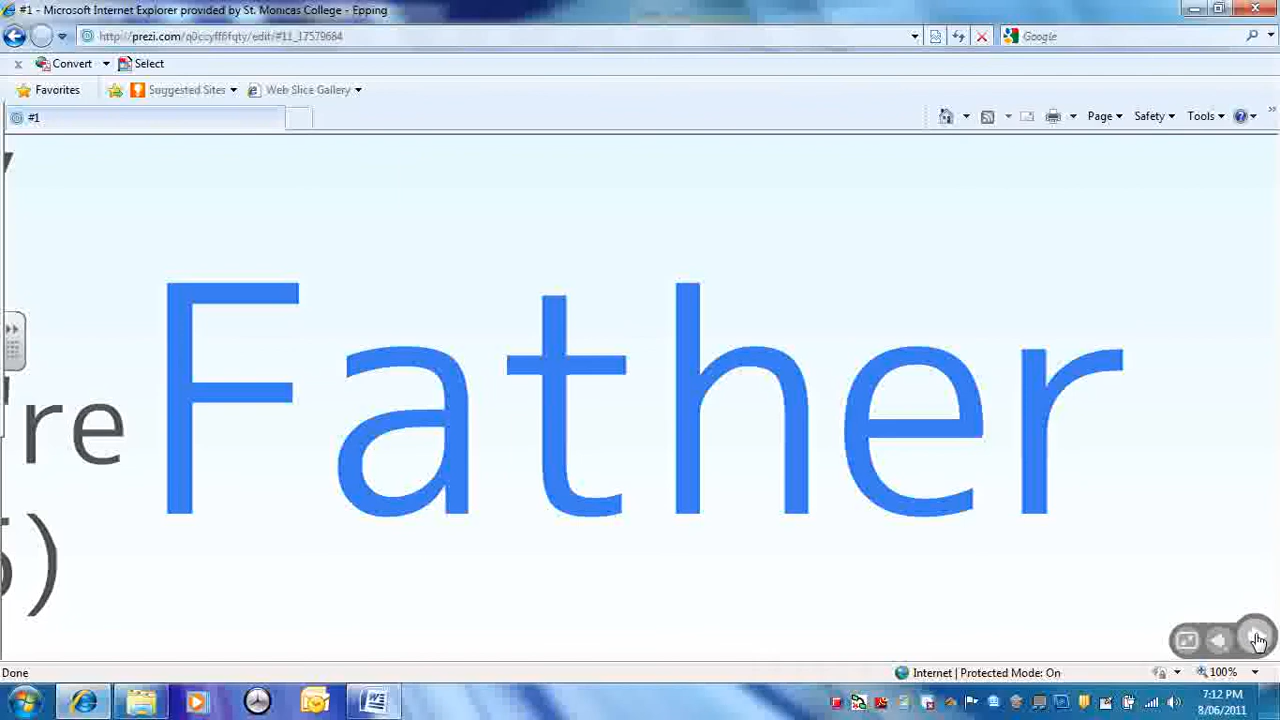 #1 - Microsoft Internet Explorer provided by St. Monicas College - Epping
Google
Convert
Select
Favorites
Suggested Sites
Web Slice Gallery
#1
Page
Safety
Tools
're
Father
)
Done
Internet | Protected Mode: On
100%
7:12 PM
8/06/2011